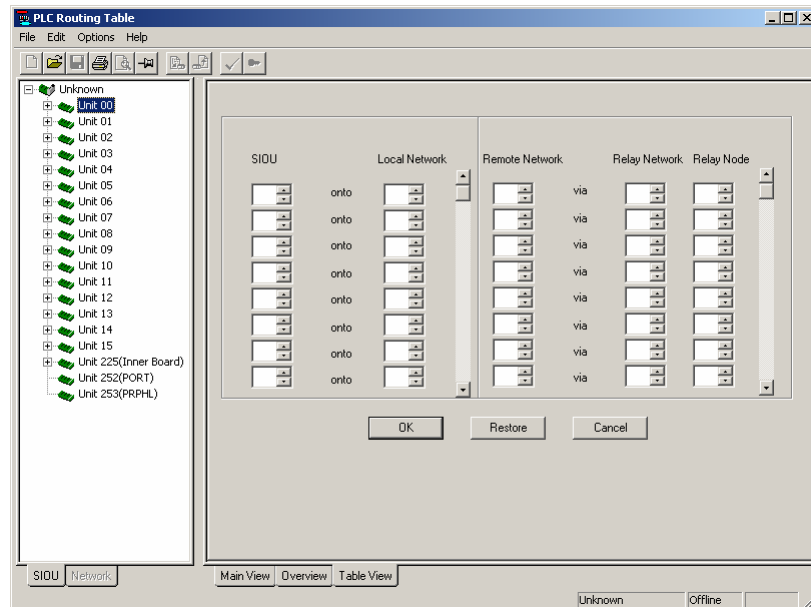 PLC Routing Table
File Edit Options Help
Unknown
Unit 00
Unit 01
Unit 02
Unit 03
Unit 04
Unit 05
Unit 06
Unit 07
Unit 08
Unit 09
Unit 10
Unit 11
Unit 12
Unit 13
Unit 14
Unit 15
Unit 225(Inner Board)
Unit 252(PORT)
Unit 253(PRPHL)
SIOU Network
SIOU Local Network Remote Network Relay Network Relay Node
onto via
onto via
onto via
onto via
onto via
onto via
onto via
onto via
OK Restore Cancel
Main View Overview Table View
Unknown Offline